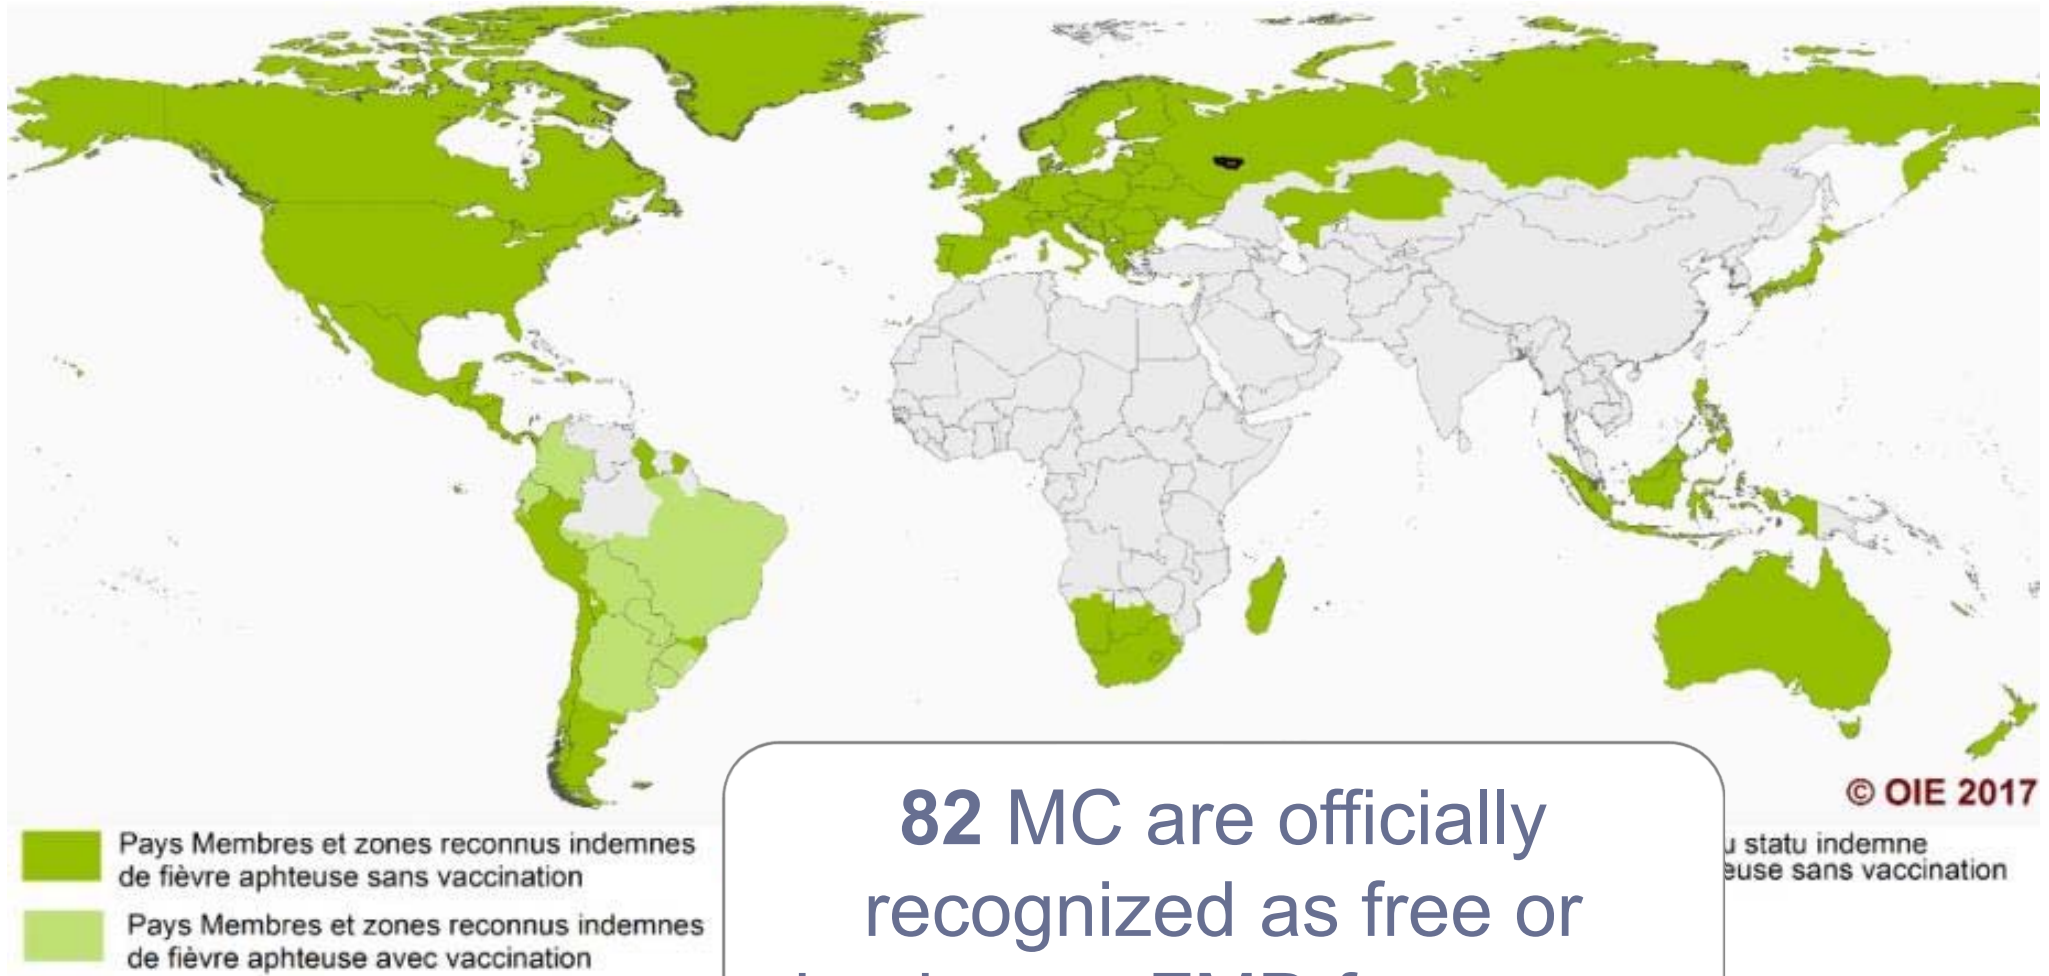 © OIE 2017
Pays Membres et zones reconnus indemnes
de fièvre aphteuse sans vaccination
Pays Membres et zones reconnus indemnes
de fièvre aphteuse avec vaccination
82 MC are officially
recognized as free or
statu indemne
sans vaccination